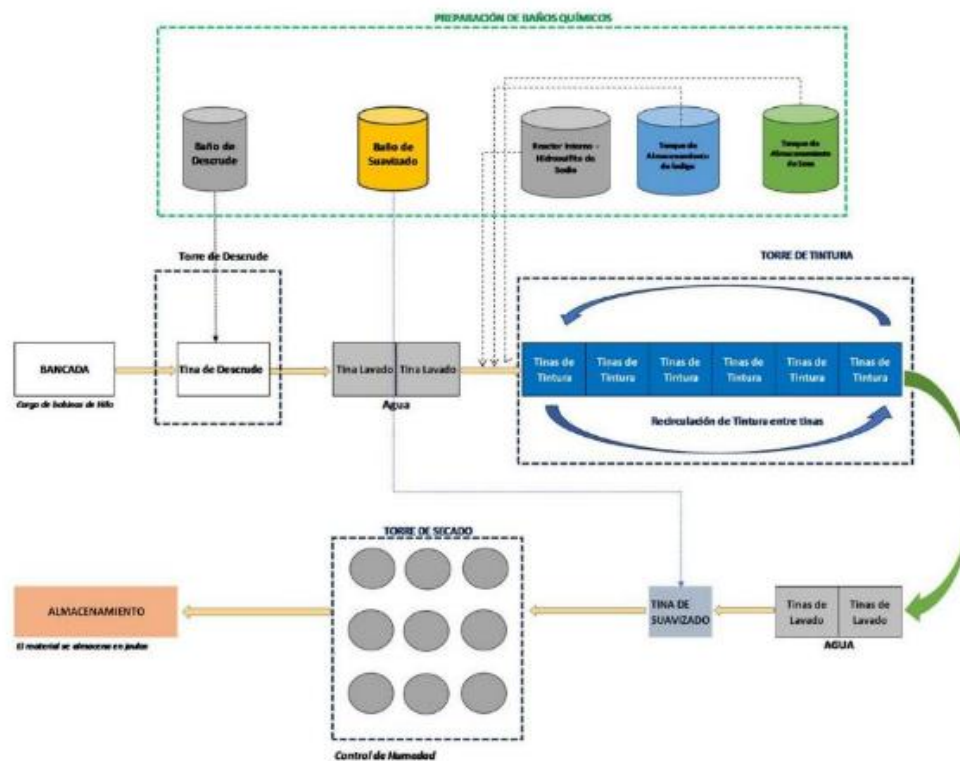 PREPARACIÓN DE BAÑOS QUÍMICOS
Baño de
Descrude
Baño de
Suavizado
Reactor Interno -
Hidrosulfito de
Sodio
Tanque de
Almacenamiento
de Indigo
Tanque de
Almacenamiento
de Sosa
Torre de Descrude
TORRE DE TINTURA
BANCADA
Tina de Descrude
Tina Lavado
Tina Lavado
Tinas de
Tintura
Tinas de
Tintura
Tinas de
Tintura
Tinas de
Tintura
Tinas de
Tintura
Tinas de
Tintura
Carga de bobinas de Hilo
Agua
Recirculación de Tintura entre tinas
TORRE DE SECADO
ALMACENAMIENTO
TINA DE
SUAVIZADO
Tinas de
Lavado
Tinas de
Lavado
El material se almacena en jaulas
AGUA
Control de Humedad